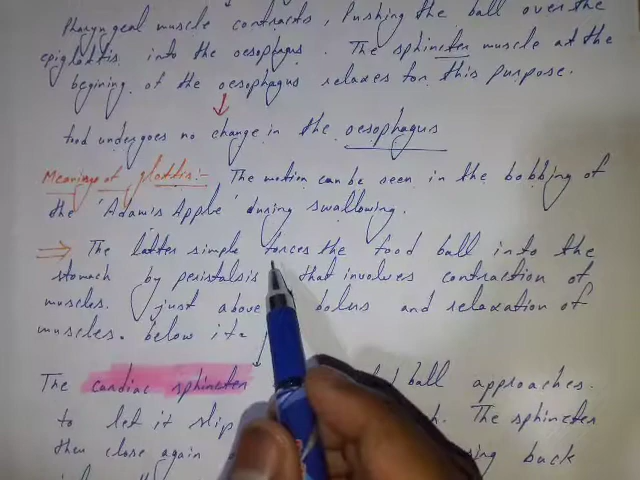 Pharyngeal muscle contracts, Pushing the ball over the
epiglottis into the oesophagus. The sphincter muscle at the
begining of the oesophagus relaxes for this purpose.
food undergoes no change in the oesophagus
Meaning of glottis:- The motion can be seen in the bobbing of
the 'Adam's Apple' during swallowing.
⇒ The latter simple forces the food ball into the
stomach by peristalsis that involves contraction of
muscles. just above bolus and relaxation of
muscles. below it.
The cardiac sphincter ball approaches.
to let it slip The sphincter
then close again back